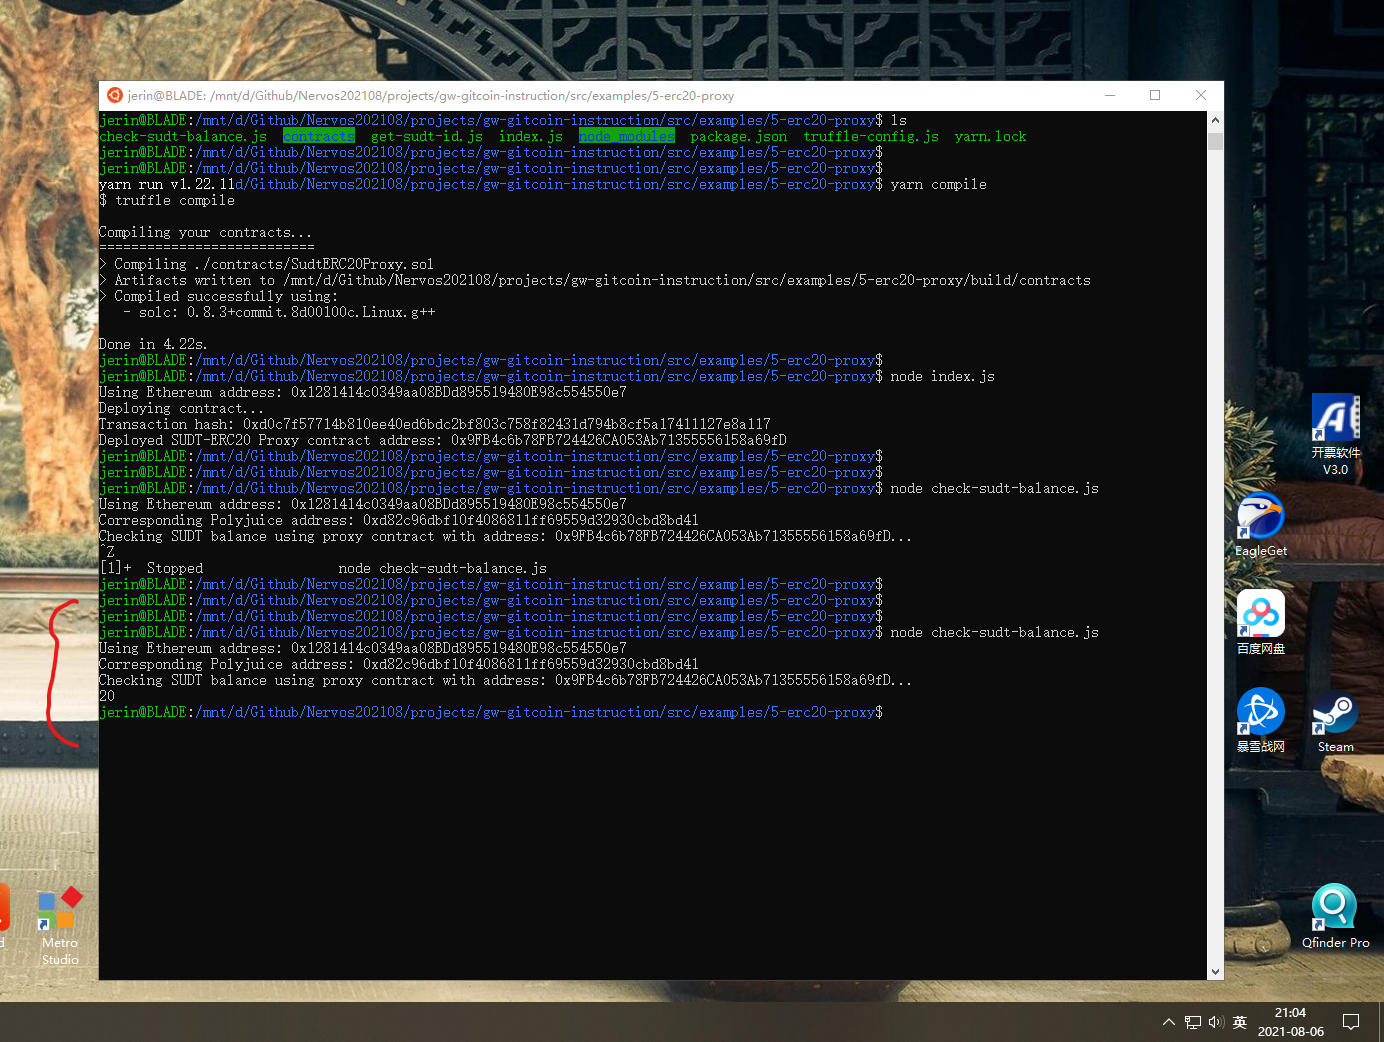 jerin@BLADE: /mnt/d/Github/Nervos202108/projects/gw-gitcoin-instruction/src/examples/5-erc20-proxy
jerin@BLADE:/mnt/d/Github/Nervos202108/projects/gw-gitcoin-instruction/src/examples/5-erc20-proxy$ ls
check-sudt-balance.js contracts get-sudt-id.js index.js node_modules package.json truffle-config.js yarn.lock
jerin@BLADE:/mnt/d/Github/Nervos202108/projects/gw-gitcoin-instruction/src/examples/5-erc20-proxy$
jerin@BLADE:/mnt/d/Github/Nervos202108/projects/gw-gitcoin-instruction/src/examples/5-erc20-proxy$
yarn run v1.22.11d/Github/Nervos202108/projects/gw-gitcoin-instruction/src/examples/5-erc20-proxy$ yarn compile
$ truffle compile
Compiling your contracts...
===========================
> Compiling ./contracts/SudtERC20Proxy.sol
> Artifacts written to /mnt/d/Github/Nervos202108/projects/gw-gitcoin-instruction/src/examples/5-erc20-proxy/build/contracts
> Compiled successfully using:
- solc: 0.8.3+commit.8d00100c.Linux.g++
Done in 4.22s.
jerin@BLADE:/mnt/d/Github/Nervos202108/projects/gw-gitcoin-instruction/src/examples/5-erc20-proxy$
jerin@BLADE:/mnt/d/Github/Nervos202108/projects/gw-gitcoin-instruction/src/examples/5-erc20-proxy$ node index.js
Using Ethereum address: 0x1281414c0349aa08BDd895519480E98c554550e7
Deploying contract...
Transaction hash: 0xd0c7f57714b810ee40ed6bdc2bf803c758f82431d794b8cf5a17411127e8a117
Deployed SUDT-ERC20 Proxy contract address: 0x9FB4c6b78FB724426CA053Ab71355556158a69fD
jerin@BLADE:/mnt/d/Github/Nervos202108/projects/gw-gitcoin-instruction/src/examples/5-erc20-proxy$
jerin@BLADE:/mnt/d/Github/Nervos202108/projects/gw-gitcoin-instruction/src/examples/5-erc20-proxy$
jerin@BLADE:/mnt/d/Github/Nervos202108/projects/gw-gitcoin-instruction/src/examples/5-erc20-proxy$ node check-sudt-balance.js
Using Ethereum address: 0x1281414c0349aa08BDd895519480E98c554550e7
Corresponding Polyjuice address: 0xd82c96dbf10f4086811ff69559d32930cbd8bd41
Checking SUDT balance using proxy contract with address: 0x9FB4c6b78FB724426CA053Ab71355556158a69fD...
^Z
[1]+ Stopped node check-sudt-balance.js
jerin@BLADE:/mnt/d/Github/Nervos202108/projects/gw-gitcoin-instruction/src/examples/5-erc20-proxy$
jerin@BLADE:/mnt/d/Github/Nervos202108/projects/gw-gitcoin-instruction/src/examples/5-erc20-proxy$
jerin@BLADE:/mnt/d/Github/Nervos202108/projects/gw-gitcoin-instruction/src/examples/5-erc20-proxy$
jerin@BLADE:/mnt/d/Github/Nervos202108/projects/gw-gitcoin-instruction/src/examples/5-erc20-proxy$ node check-sudt-balance.js
Using Ethereum address: 0x1281414c0349aa08BDd895519480E98c554550e7
Corresponding Polyjuice address: 0xd82c96dbf10f4086811ff69559d32930cbd8bd41
Checking SUDT balance using proxy contract with address: 0x9FB4c6b78FB724426CA053Ab71355556158a69fD...
20
jerin@BLADE:/mnt/d/Github/Nervos202108/projects/gw-gitcoin-instruction/src/examples/5-erc20-proxy$
开票软件
V3.0
EagleGet
百度网盘
暴雪战网
Steam
d
Metro
Studio
Qfinder Pro
英
21:04
2021-08-06